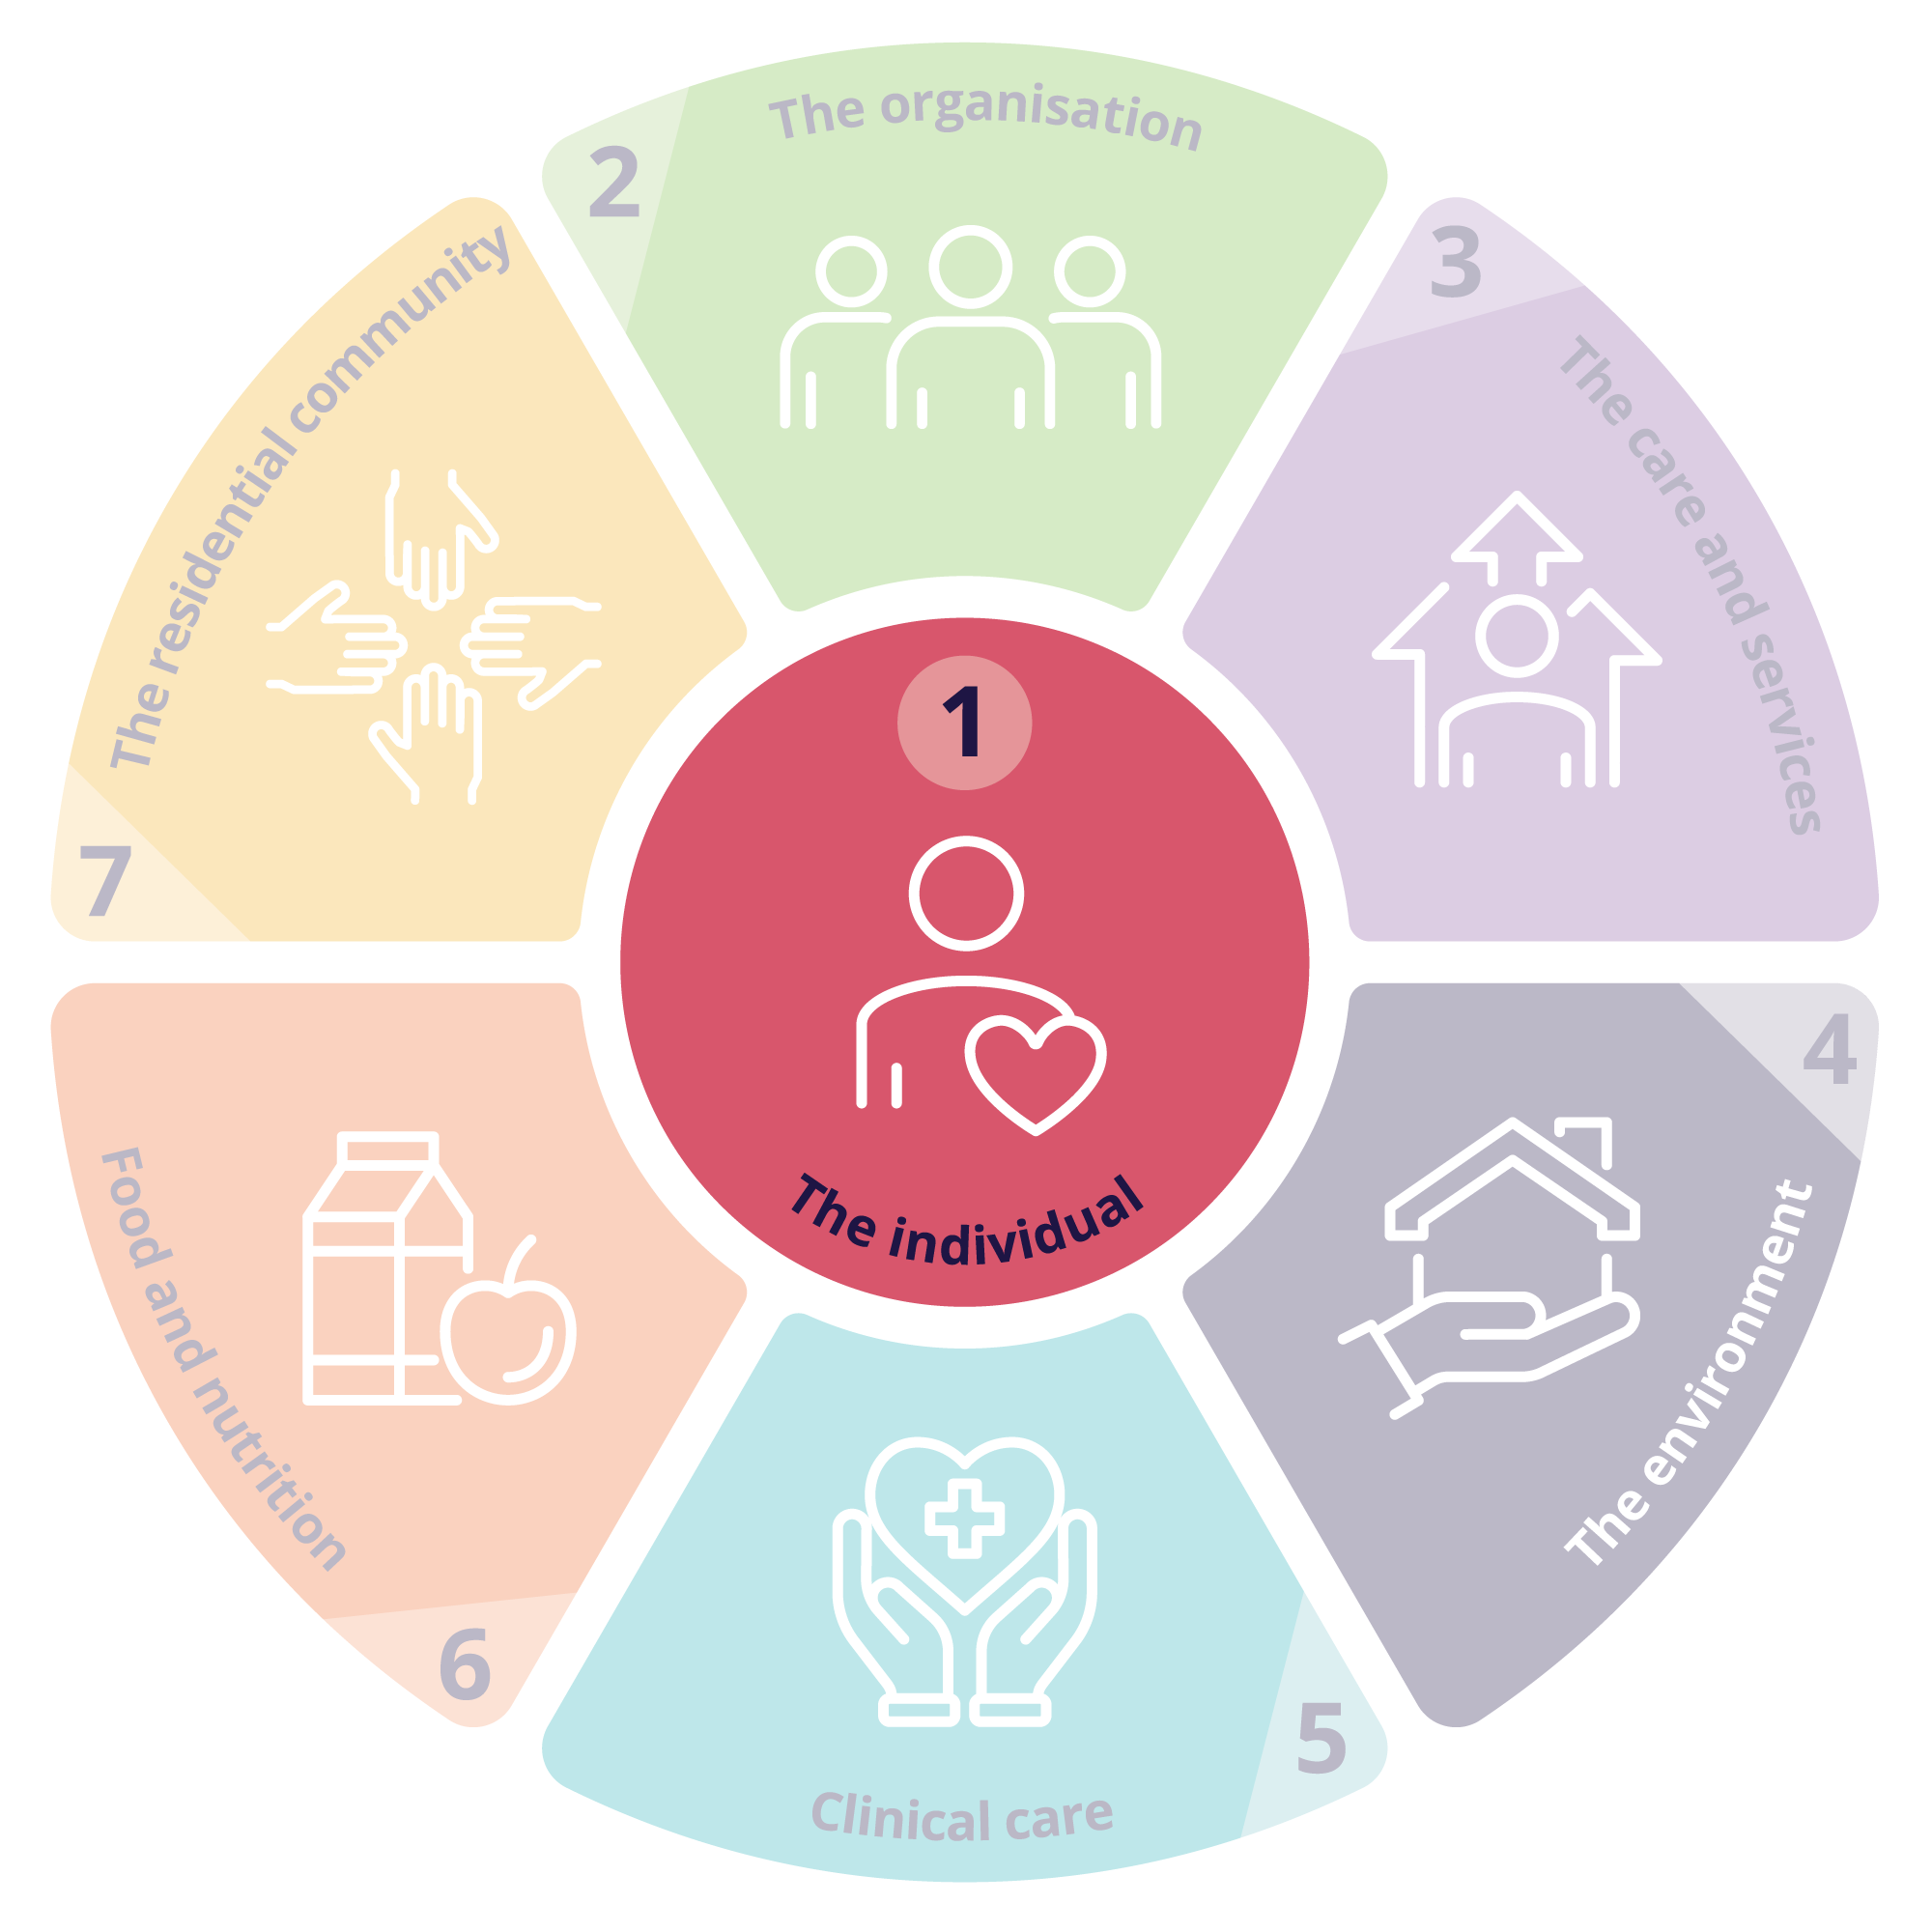 1
The individual
2
The organisation
3
The care and services
4
The environment
5
Clinical care
6
Food and nutrition
7
The residential community